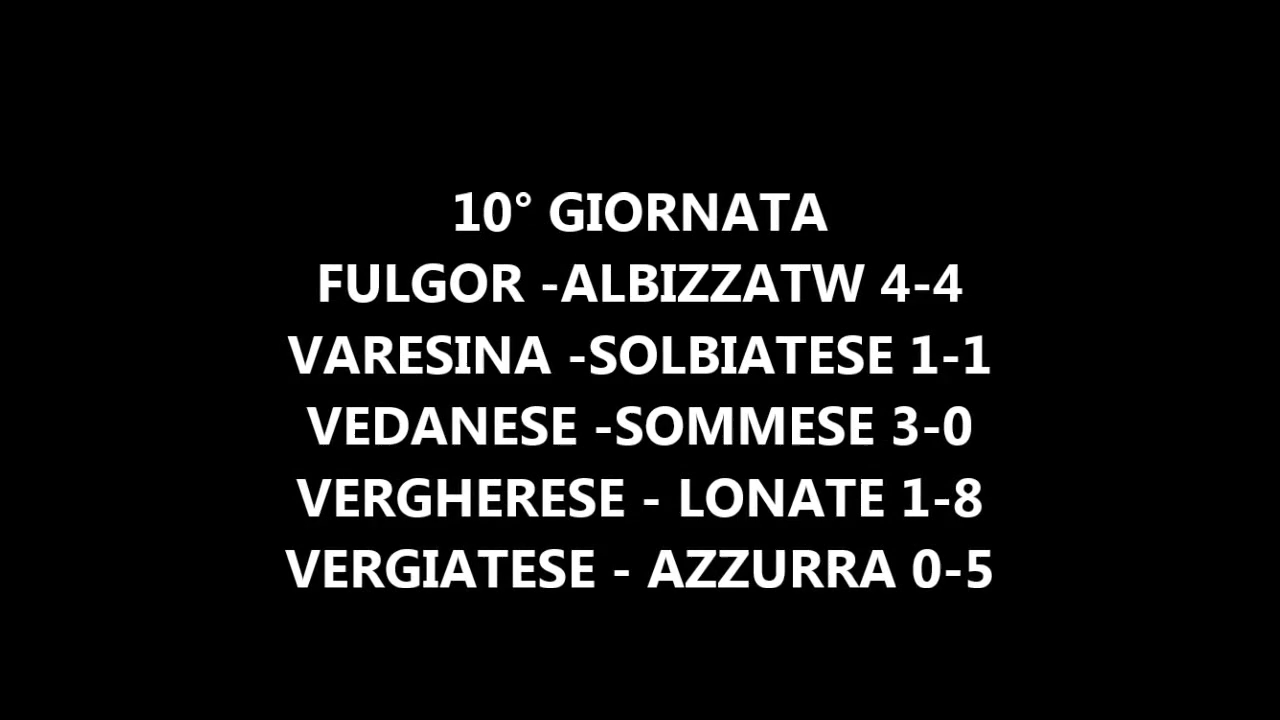 10° GIORNATA
FULGOR -ALBIZZATW 4-4
VARESINA -SOLBIATESE 1-1
VEDANESE -SOMMESE 3-0
VERGHERESE - LONATE 1-8
VERGIATESE - AZZURRA 0-5